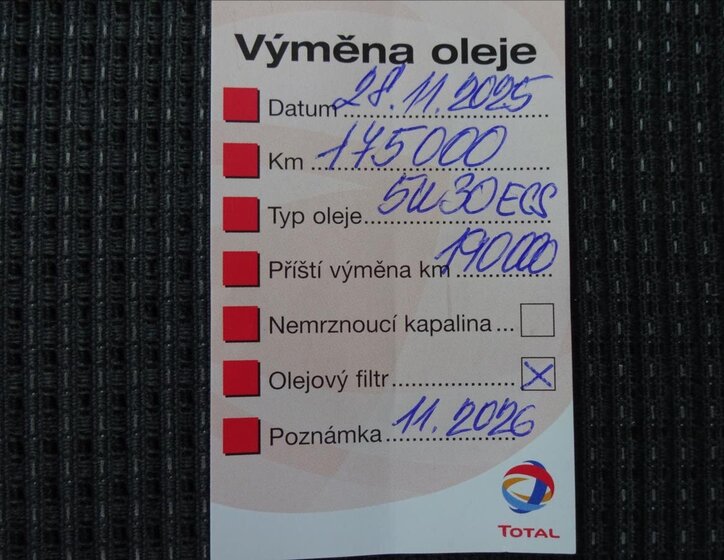 Výměna oleje
Datum 28.11.2025
Km 175000
Typ oleje 5W30ECS
Příští výměna km 190000
Nemrznoucí kapalina ...
Olejový filtr X
Poznámka 11.2026
TOTAL